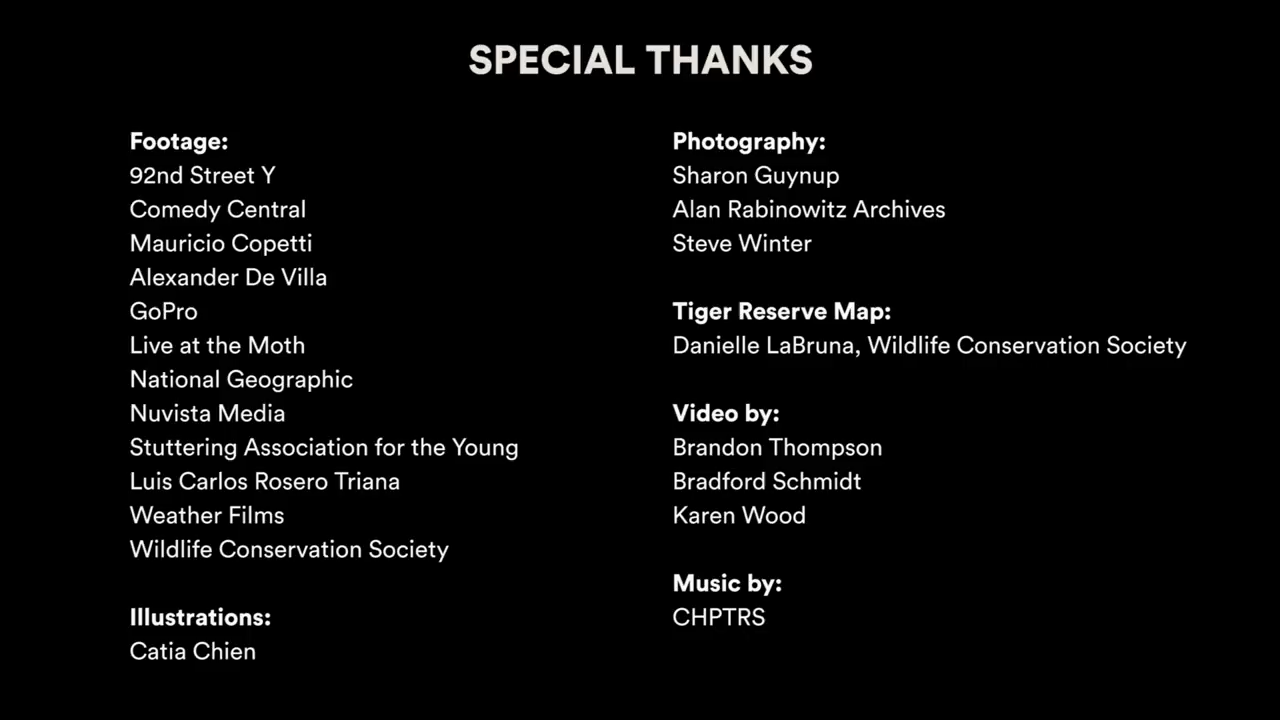 SPECIAL THANKS
Footage:
92nd Street Y
Comedy Central
Mauricio Copetti
Alexander De Villa
GoPro
Live at the Moth
National Geographic
Nuvista Media
Stuttering Association for the Young
Luis Carlos Rosero Triana
Weather Films
Wildlife Conservation Society
Illustrations:
Catia Chien
Photography:
Sharon Guynup
Alan Rabinowitz Archives
Steve Winter
Tiger Reserve Map:
Danielle LaBruna, Wildlife Conservation Society
Video by:
Brandon Thompson
Bradford Schmidt
Karen Wood
Music by:
CHPTRS